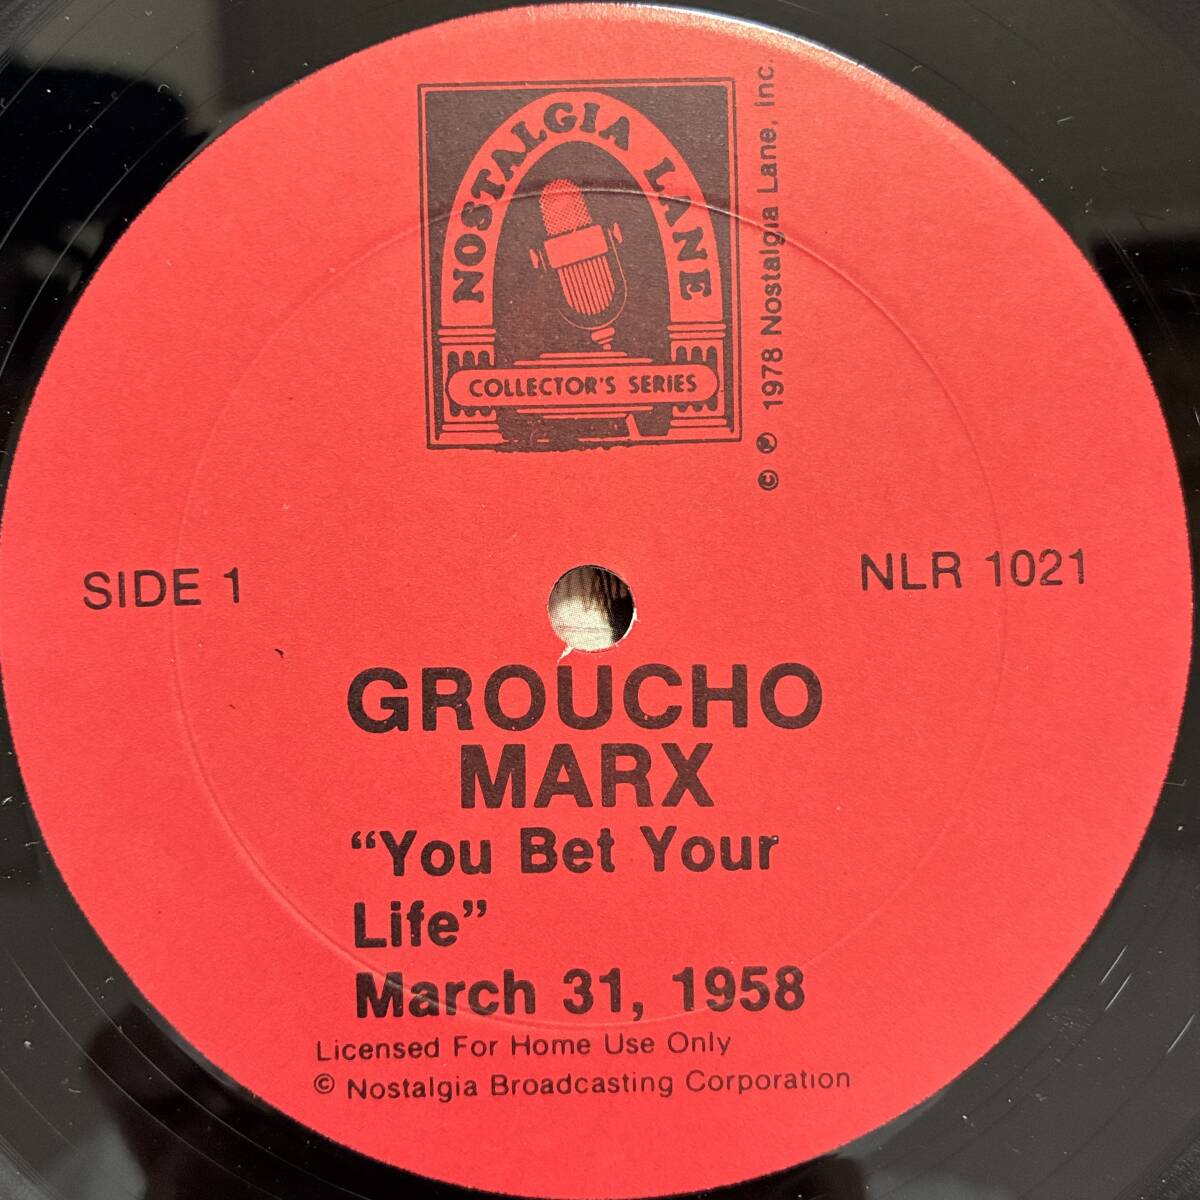 NOSTALGIA LANE
COLLECTOR'S SERIES
© ℗ 1978 Nostalgia Lane, Inc.
SIDE 1
NLR 1021
GROUCHO
MARX
“You Bet Your
Life”
March 31, 1958
Licensed For Home Use Only
© Nostalgia Broadcasting Corporation